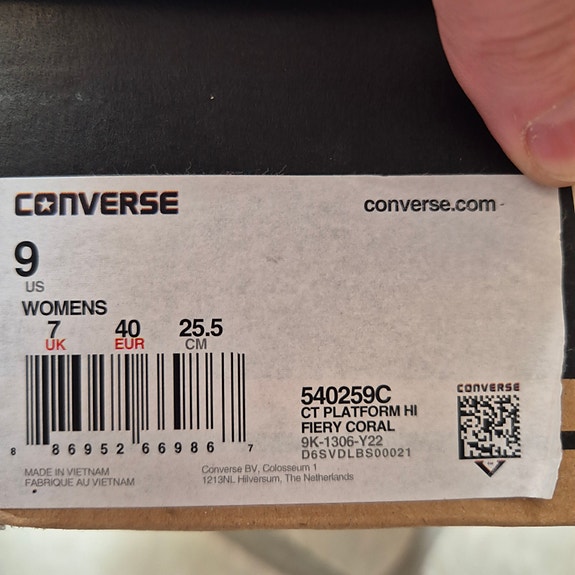 CONVERSE
converse.com
9
US
WOMENS
7 40 25.5
UK EUR CM
8 86952 66986 7
540259C
CT PLATFORM HI
FIERY CORAL
9K-1306-Y22
D6SVDLBS00021
CONVERSE
MADE IN VIETNAM
FABRIQUE AU VIETNAM
Converse BV, Colosseum 1
1213NL Hilversum, The Netherlands